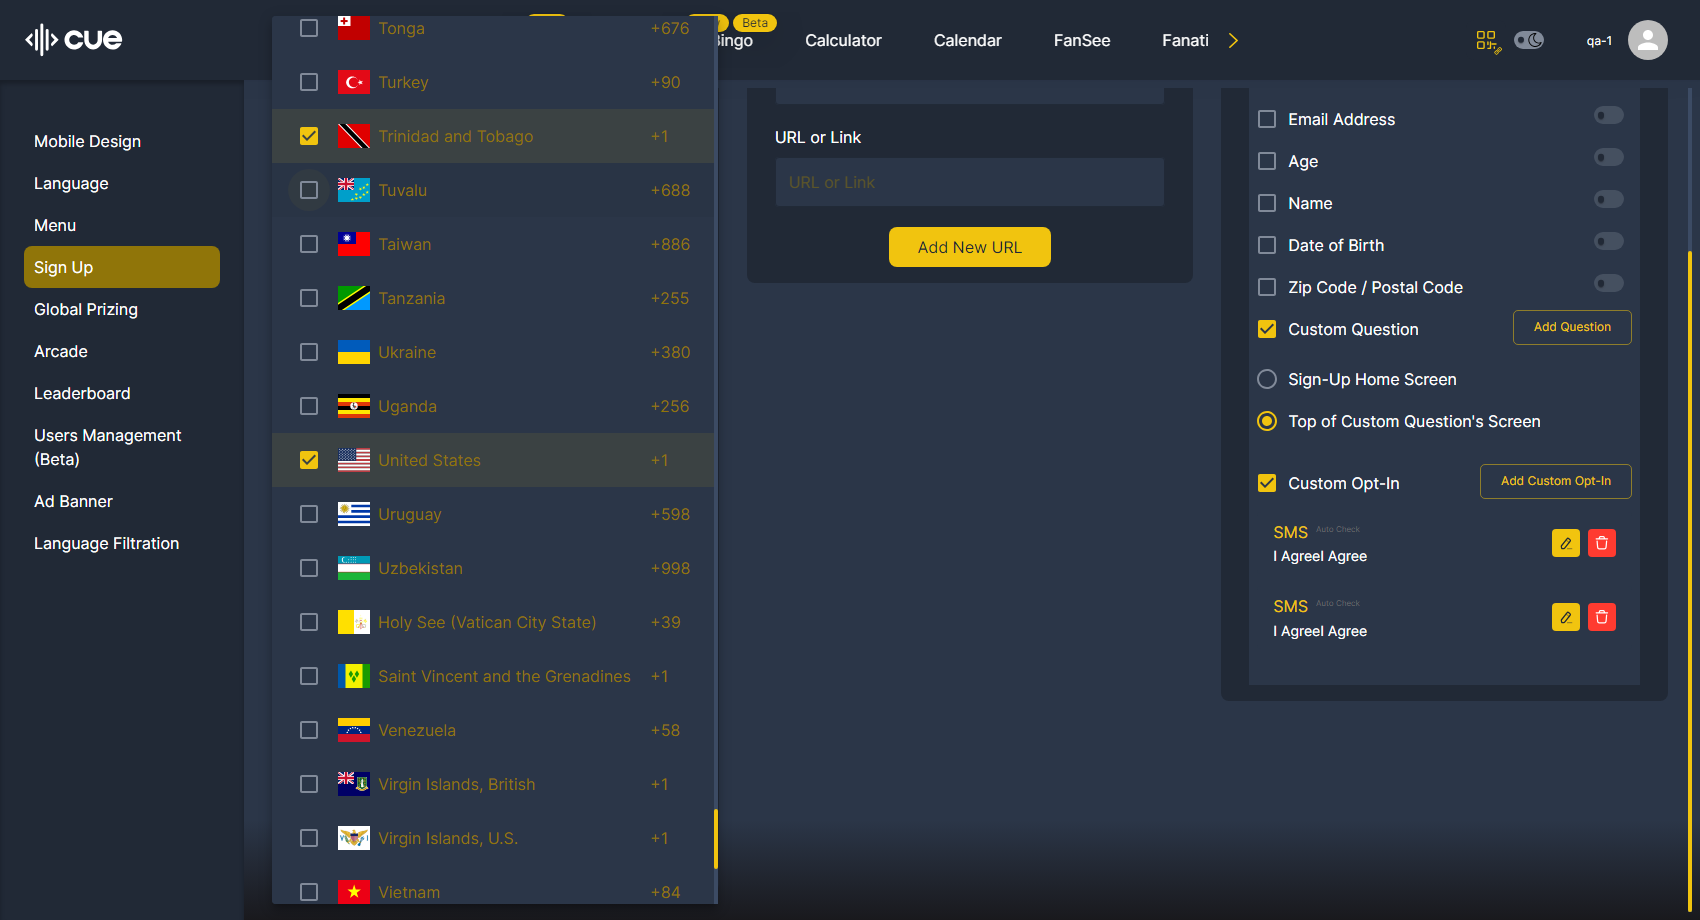 cue
Beta
Bingo
Calculator
Calendar
FanSee
Fanati
qa-1
Mobile Design
Language
Menu
Sign Up
Global Prizing
Arcade
Leaderboard
Users Management
(Beta)
Ad Banner
Language Filtration
Tonga +676
Turkey +90
Trinidad and Tobago +1
Tuvalu +688
Taiwan +886
Tanzania +255
Ukraine +380
Uganda +256
United States +1
Uruguay +598
Uzbekistan +998
Holy See (Vatican City State) +39
Saint Vincent and the Grenadines +1
Venezuela +58
Virgin Islands, British +1
Virgin Islands, U.S. +1
Vietnam +84
URL or Link
URL or Link
Add New URL
Email Address
Age
Name
Date of Birth
Zip Code / Postal Code
Custom Question
Add Question
Sign-Up Home Screen
Top of Custom Question's Screen
Custom Opt-In
Add Custom Opt-In
SMS Auto Check
I AgreeI Agree
SMS Auto Check
I AgreeI Agree